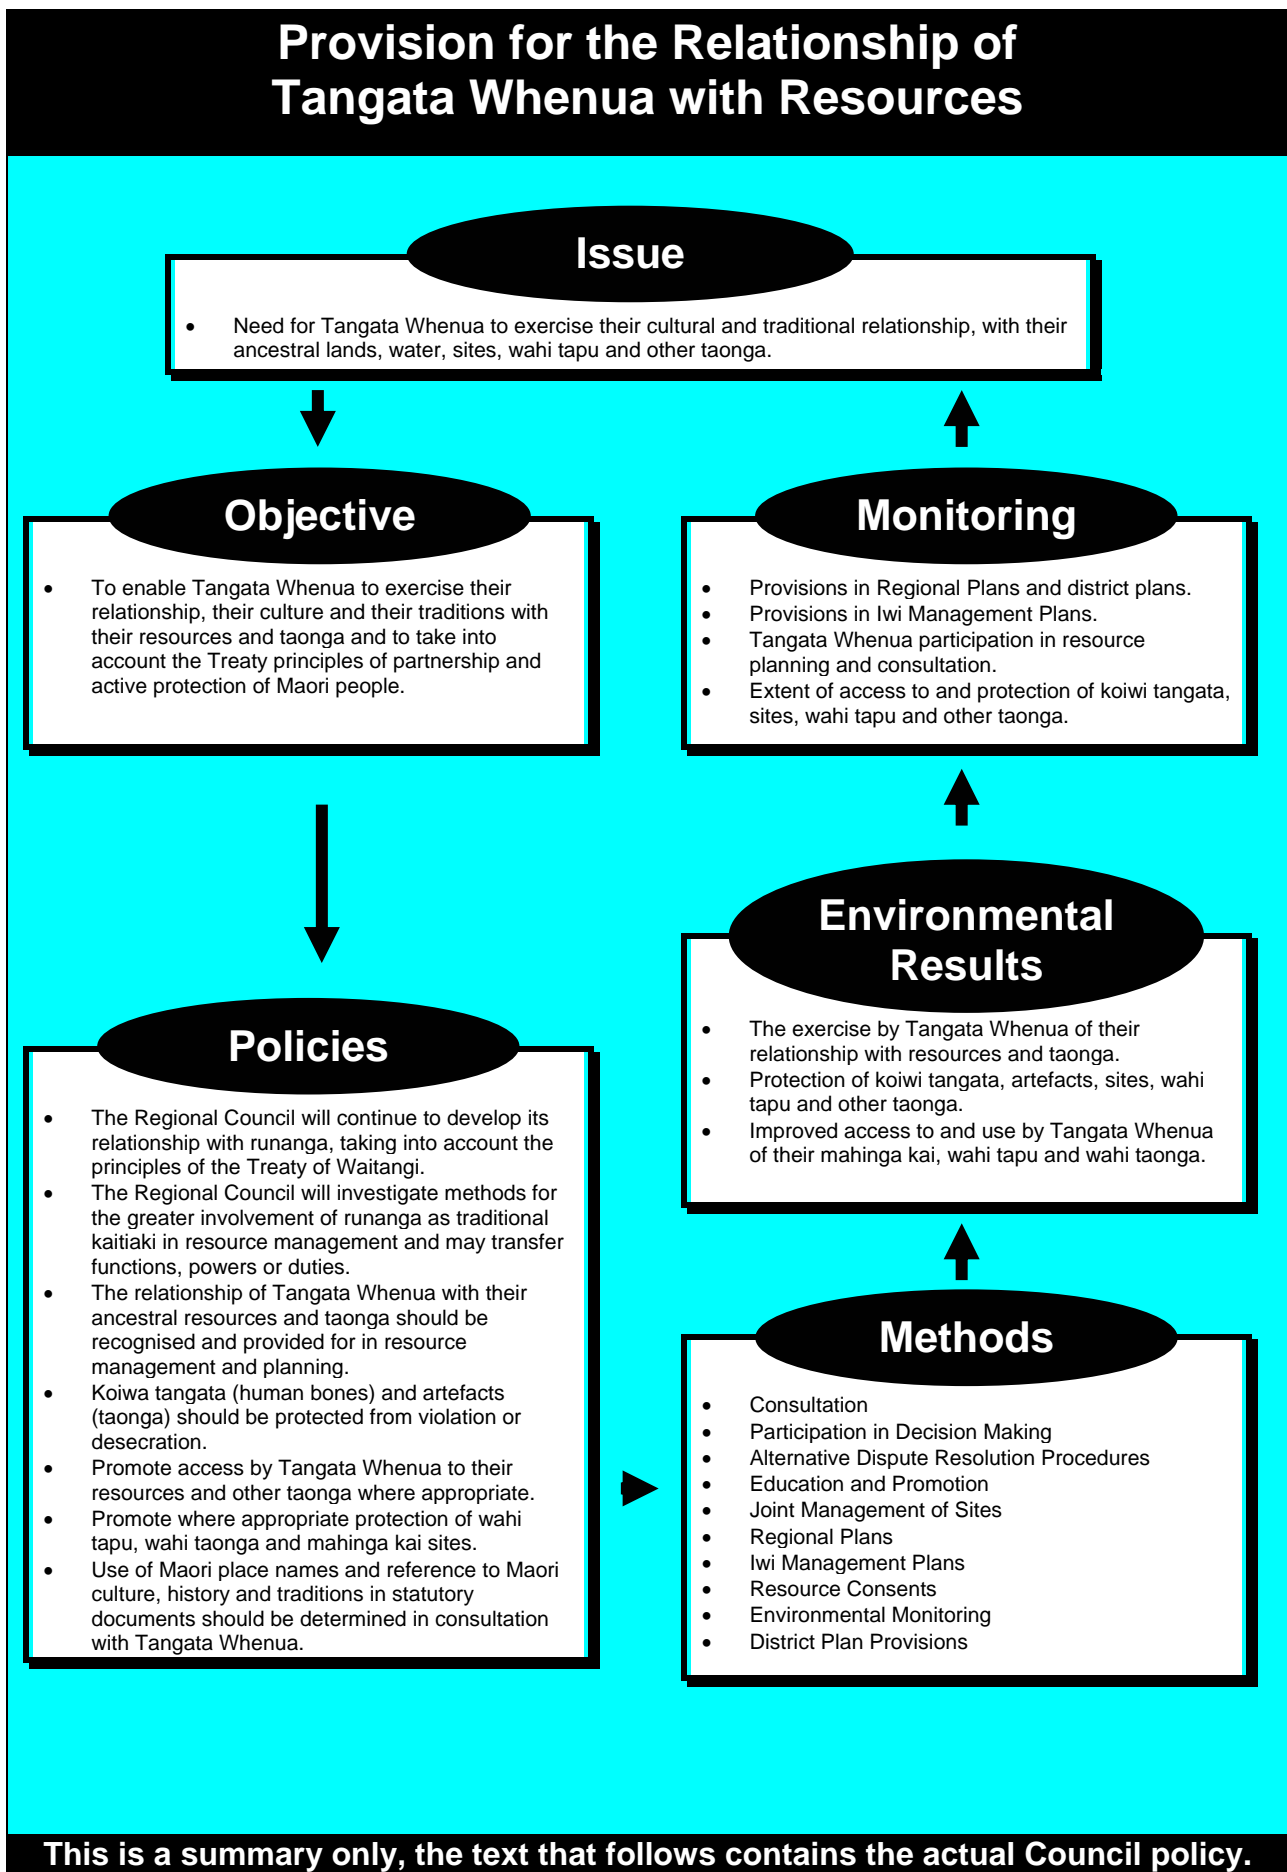 Provision for the Relationship of
Tangata Whenua with Resources
Issue
• Need for Tangata Whenua to exercise their cultural and traditional relationship, with their
ancestral lands, water, sites, wahi tapu and other taonga.
Objective
• To enable Tangata Whenua to exercise their
relationship, their culture and their traditions with
their resources and taonga and to take into
account the Treaty principles of partnership and
active protection of Maori people.
Policies
• The Regional Council will continue to develop its
relationship with runanga, taking into account the
principles of the Treaty of Waitangi.
• The Regional Council will investigate methods for
the greater involvement of runanga as traditional
kaitiaki in resource management and may transfer
functions, powers or duties.
• The relationship of Tangata Whenua with their
ancestral resources and taonga should be
recognised and provided for in resource
management and planning.
• Koiwa tangata (human bones) and artefacts
(taonga) should be protected from violation or
desecration.
• Promote access by Tangata Whenua to their
resources and other taonga where appropriate.
• Promote where appropriate protection of wahi
tapu, wahi taonga and mahinga kai sites.
• Use of Maori place names and reference to Maori
culture, history and traditions in statutory
documents should be determined in consultation
with Tangata Whenua.
Methods
• Consultation
• Participation in Decision Making
• Alternative Dispute Resolution Procedures
• Education and Promotion
• Joint Management of Sites
• Regional Plans
• Iwi Management Plans
• Resource Consents
• Environmental Monitoring
• District Plan Provisions
Environmental
Results
• The exercise by Tangata Whenua of their
relationship with resources and taonga.
• Protection of koiwi tangata, artefacts, sites, wahi
tapu and other taonga.
• Improved access to and use by Tangata Whenua
of their mahinga kai, wahi tapu and wahi taonga.
Monitoring
• Provisions in Regional Plans and district plans.
• Provisions in Iwi Management Plans.
• Tangata Whenua participation in resource
planning and consultation.
• Extent of access to and protection of koiwi tangata,
sites, wahi tapu and other taonga.
This is a summary only, the text that follows contains the actual Council policy.